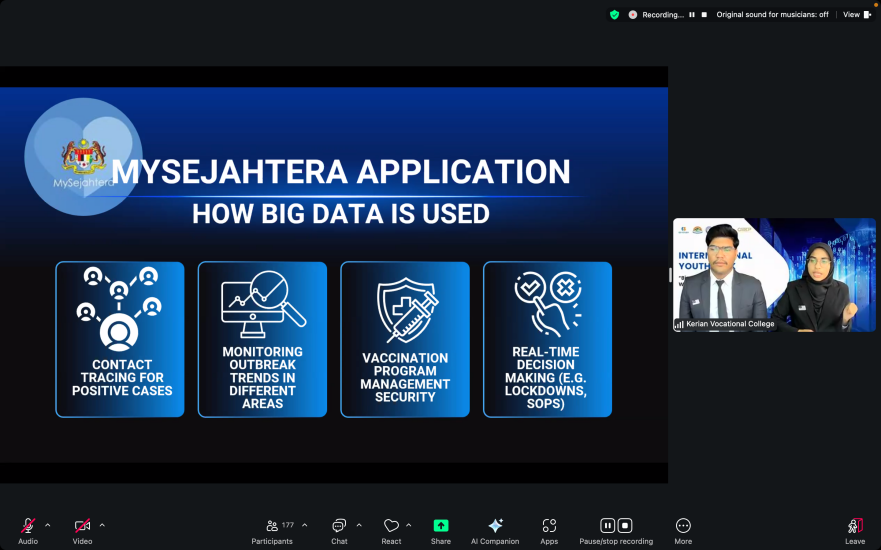 Recording...
Original sound for musicians: off
View
MySejahtera
MYSEJAHTERA APPLICATION
HOW BIG DATA IS USED
CONTACT
TRACING FOR
POSITIVE CASES
MONITORING
OUTBREAK
TRENDS IN
DIFFERENT
AREAS
VACCINATION
PROGRAM
MANAGEMENT
SECURITY
REAL-TIME
DECISION
MAKING (E.G.
LOCKDOWNS,
SOPS)
YOUTH
Kerian Vocational College
Audio
Video
177
Participants
Chat
React
Share
AI Companion
Apps
Pause/stop recording
More
Leave